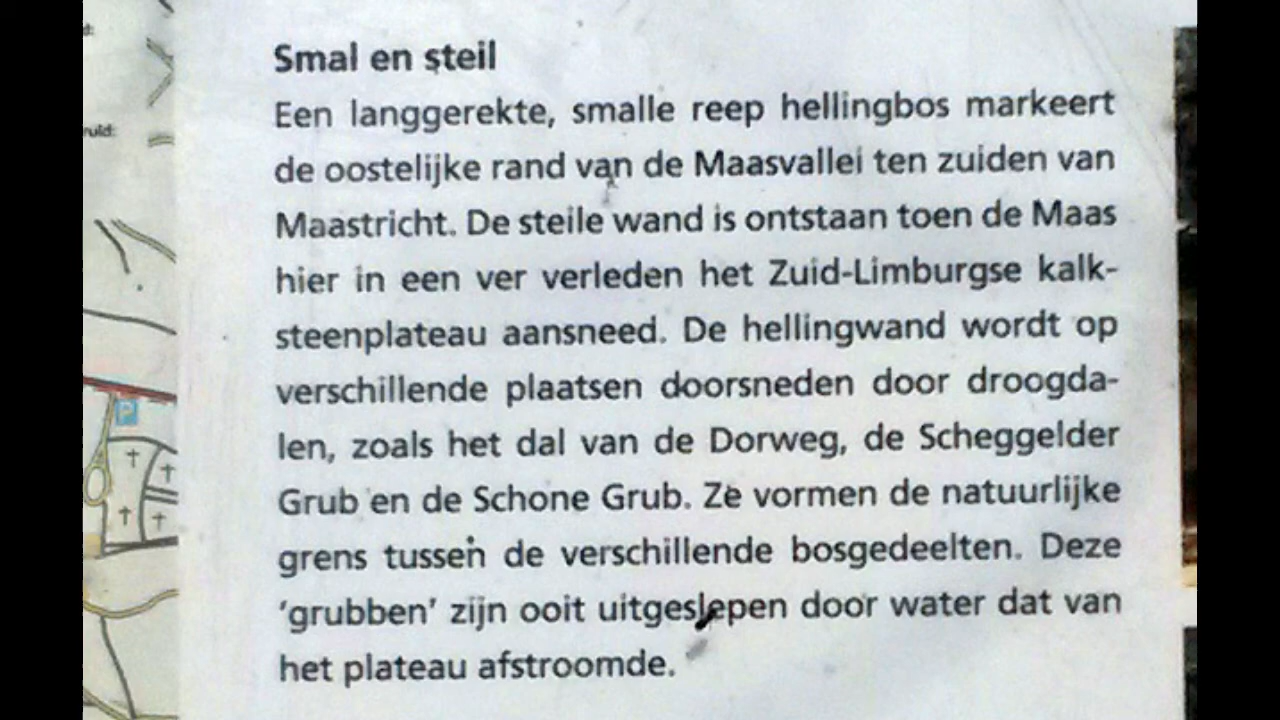 Smal en steil
Een langgerekte, smalle reep hellingbos markeert
de oostelijke rand van de Maasvallei ten zuiden van
Maastricht. De steile wand is ontstaan toen de Maas
hier in een ver verleden het Zuid-Limburgse kalk-
steenplateau aansneed. De hellingwand wordt op
verschillende plaatsen doorsneden door droogda-
len, zoals het dal van de Dorweg, de Scheggelder
Grub en de Schone Grub. Ze vormen de natuurlijke
grens tussen de verschillende bosgedeelten. Deze
‘grubben’ zijn ooit uitgeslepen door water dat van
het plateau afstroomde.
P